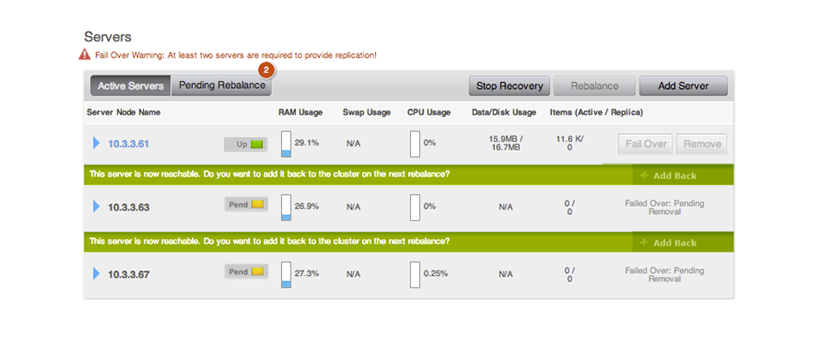 Servers
Fail Over Warning: At least two servers are required to provide replication!
2
Active Servers Pending Rebalance Stop Recovery Rebalance Add Server
Server Node Name RAM Usage Swap Usage CPU Usage Data/Disk Usage Items (Active / Replica)
10.3.3.61 Up 29.1% N/A 0% 15.9MB / 11.6 K/ Fail Over Remove
16.7MB 0
This server is now reachable. Do you want to add it back to the cluster on the next rebalance? + Add Back
10.3.3.63 Pend 26.9% N/A 0% N/A 0 / Failed Over: Pending
0 Removal
This server is now reachable. Do you want to add it back to the cluster on the next rebalance? + Add Back
10.3.3.67 Pend 27.3% N/A 0.25% N/A 0 / Failed Over: Pending
0 Removal